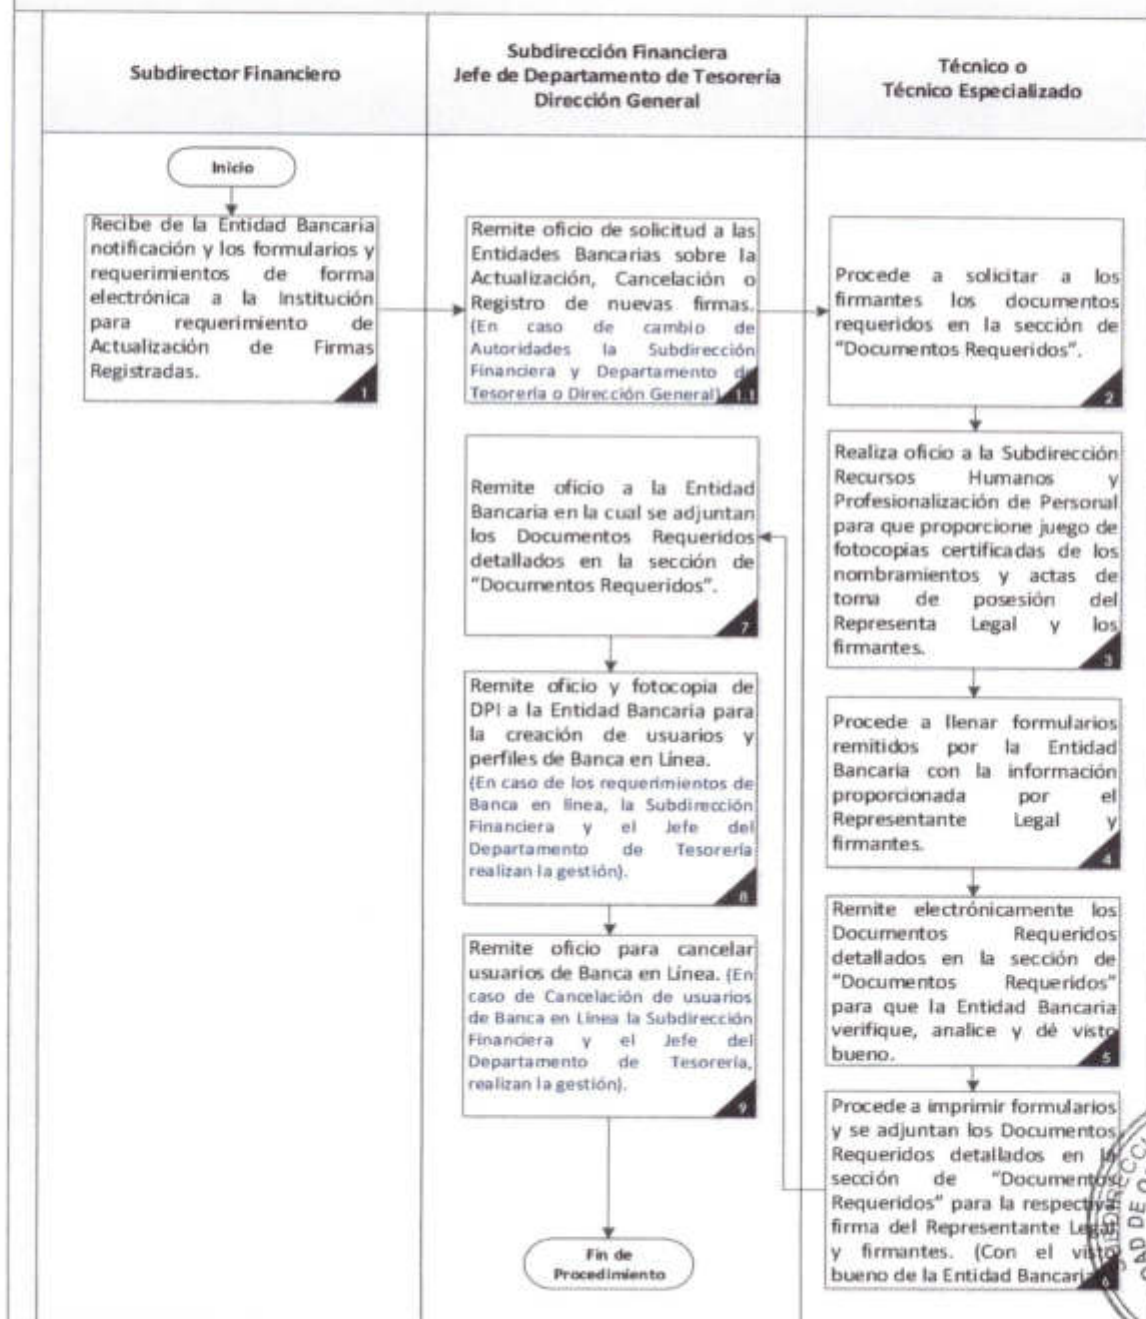 Subdirector Financiero
Subdirección Financiera
Jefe de Departamento de Tesorería
Dirección General
Técnico o
Técnico Especializado
Inicio
Recibe de la Entidad Bancaria
notificación y los formularios y
requerimientos de forma
electrónica a la Institución
para requerimiento de
Actualización de Firmas
Registradas.
1
Remite oficio de solicitud a las
Entidades Bancarias sobre la
Actualización, Cancelación o
Registro de nuevas firmas.
(En caso de cambio de
Autoridades la Subdirección
Financiera y Departamento de
Tesorería o Dirección General)
1.1
Procede a solicitar a los
firmantes los documentos
requeridos en la sección de
"Documentos Requeridos".
2
Realiza oficio a la Subdirección
Recursos Humanos y
Profesionalización de Personal
para que proporcione juego de
fotocopias certificadas de los
nombramientos y actas de
toma de posesión del
Representa Legal y los
firmantes.
3
Procede a llenar formularios
remitidos por la Entidad
Bancaria con la información
proporcionada por el
Representante Legal y
firmantes.
4
Remite electrónicamente los
Documentos Requeridos
detallados en la sección de
"Documentos Requeridos"
para que la Entidad Bancaria
verifique, analice y dé visto
bueno.
5
Procede a imprimir formularios
y se adjuntan los Documentos
Requeridos detallados en la
sección de "Documentos
Requeridos" para la respectiva
firma del Representante Legal
y firmantes. (Con el visto
bueno de la Entidad Bancaria
6
Remite oficio a la Entidad
Bancaria en la cual se adjuntan
los Documentos Requeridos
detallados en la sección de
"Documentos Requeridos".
7
Remite oficio y fotocopia de
DPI a la Entidad Bancaria para
la creación de usuarios y
perfiles de Banca en Línea.
(En caso de los requerimientos de
Banca en línea, la Subdirección
Financiera y el Jefe del
Departamento de Tesorería
realizan la gestión).
8
Remite oficio para cancelar
usuarios de Banca en Línea. (En
caso de Cancelación de usuarios
de Banca en Línea la Subdirección
Financiera y el Jefe del
Departamento de Tesorería,
realizan la gestión).
9
Fin de
Procedimiento